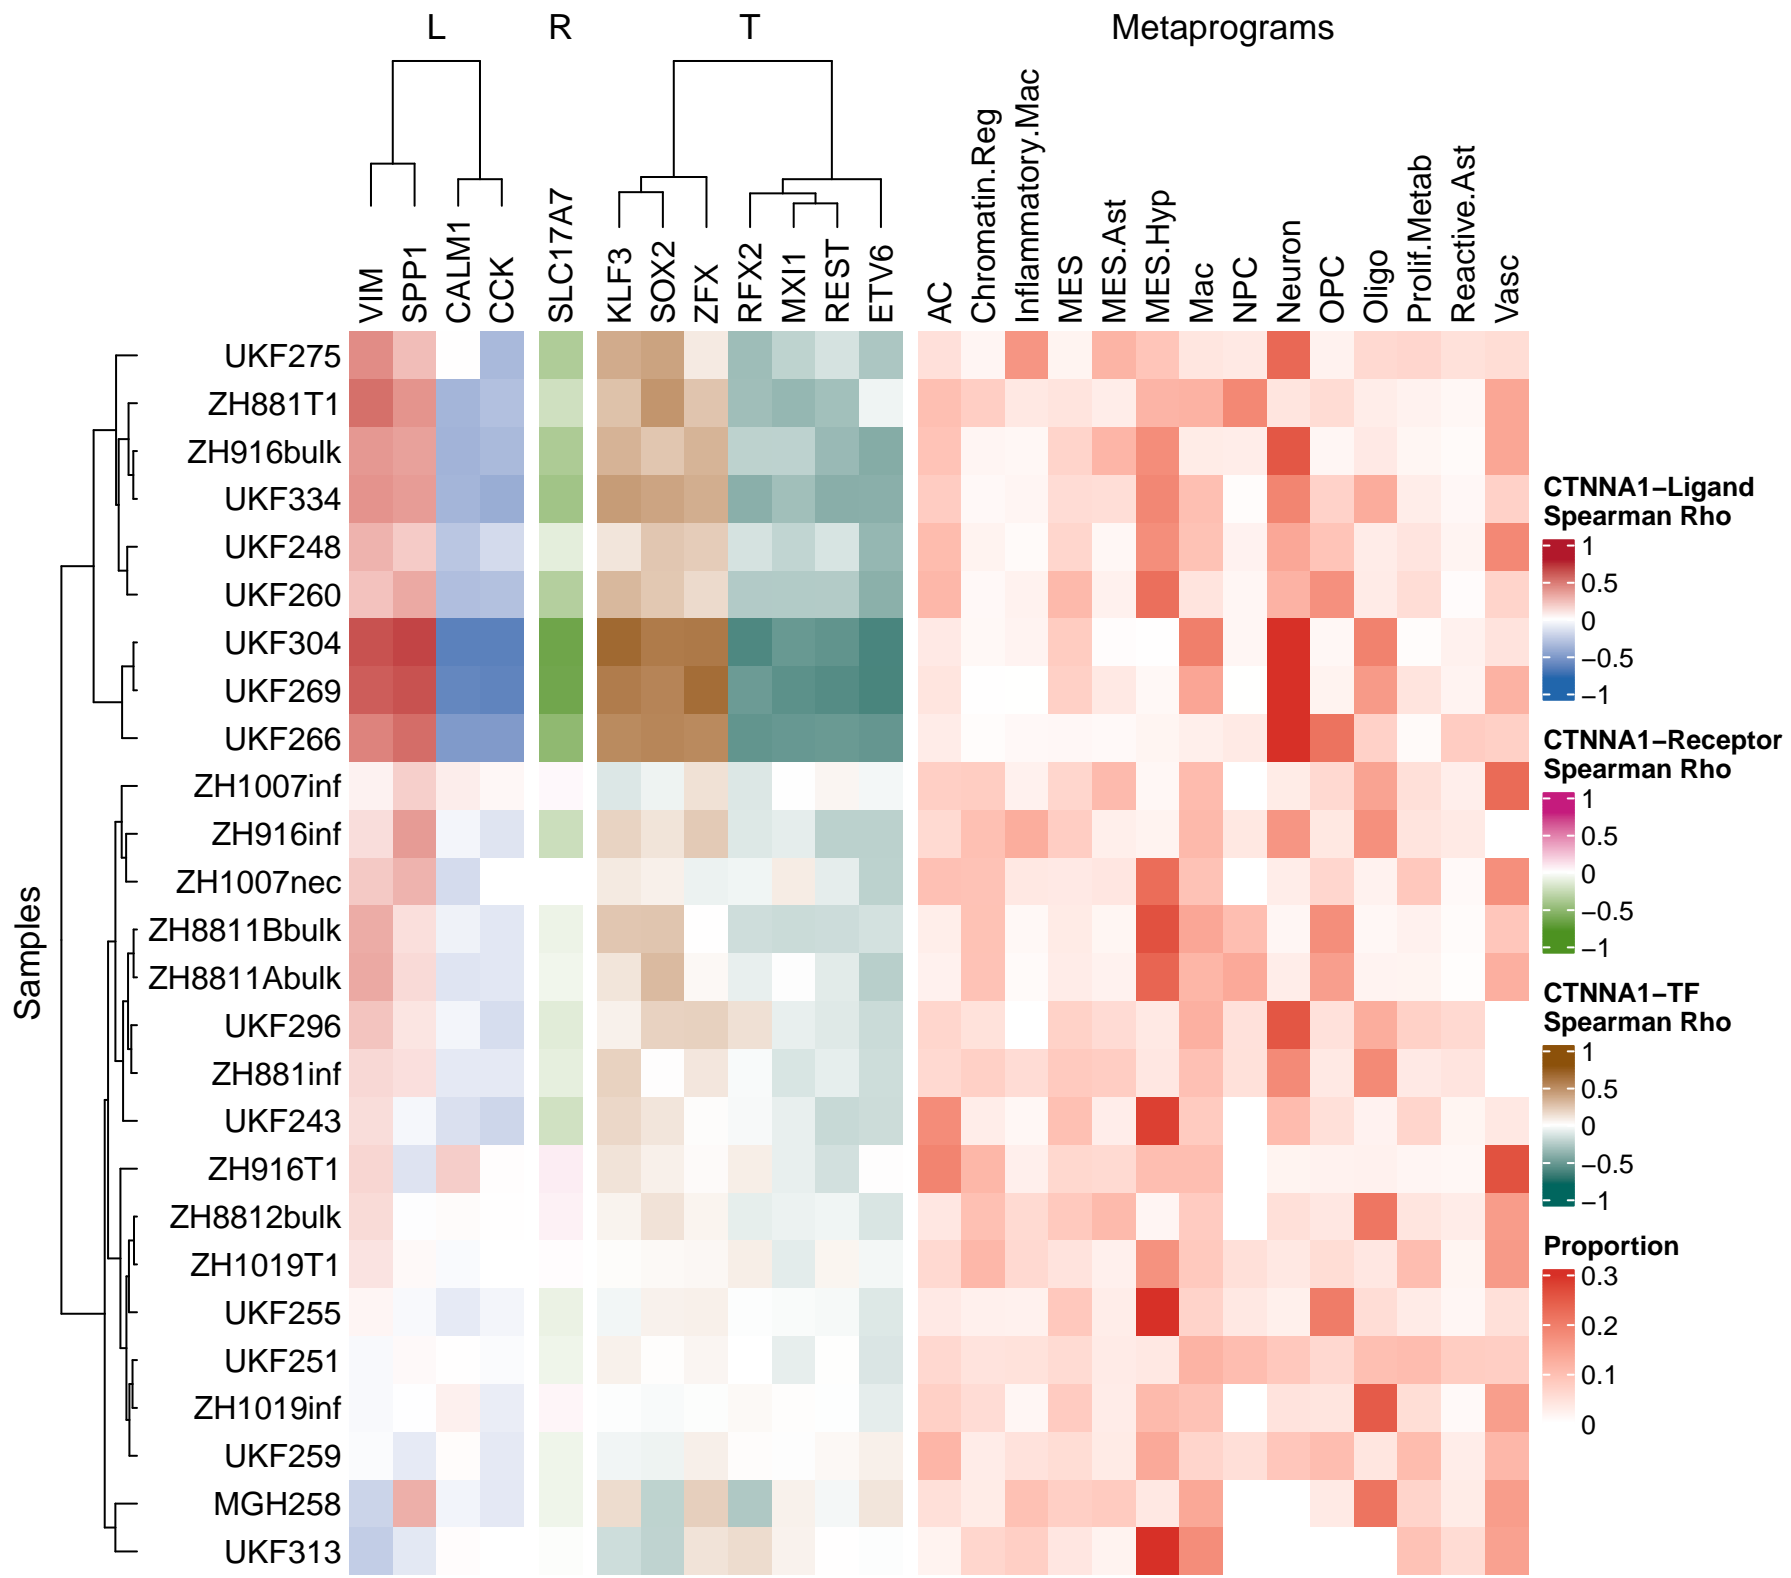 L R T Metaprograms
VIM SPP1 CALM1 CCK SLC17A7 KLF3 SOX2 ZFX RFX2 MXI1 REST ETV6 AC Chromatin.Reg Inflammatory.Mac MES MES.Ast MES.Hyp Mac NPC Neuron OPC Oligo Prolif.Metab Reactive.Ast Vasc
Samples
UKF275
ZH881T1
ZH916bulk
UKF334
UKF248
UKF260
UKF304
UKF269
UKF266
ZH1007inf
ZH916inf
ZH1007nec
ZH8811Bbulk
ZH8811Abulk
UKF296
ZH881inf
UKF243
ZH916T1
ZH8812bulk
ZH1019T1
UKF255
UKF251
ZH1019inf
UKF259
MGH258
UKF313
CTNNA1−Ligand
Spearman Rho
1
0.5
0
−0.5
−1
CTNNA1−Receptor
Spearman Rho
1
0.5
0
−0.5
−1
CTNNA1−TF
Spearman Rho
1
0.5
0
−0.5
−1
Proportion
0.3
0.2
0.1
0